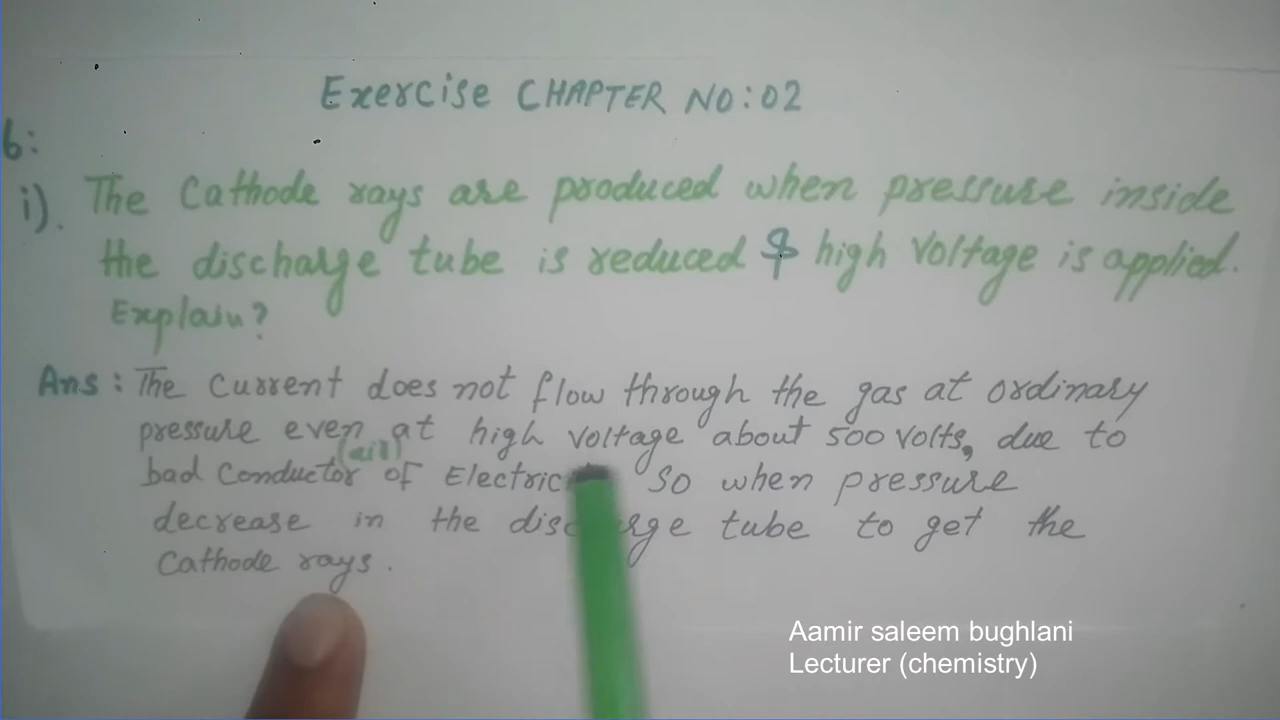 Exercise CHAPTER NO:02
6:
i). The Cathode rays are produced when pressure inside
the discharge tube is reduced & high voltage is applied.
Explain?
Ans: The current does not flow through the gas at ordinary
pressure even at high voltage about 500 volts, due to
(air)
bad conductor of Electric So when pressure
decrease in the discharge tube to get the
Cathode rays.
Aamir saleem bughlani
Lecturer (chemistry)